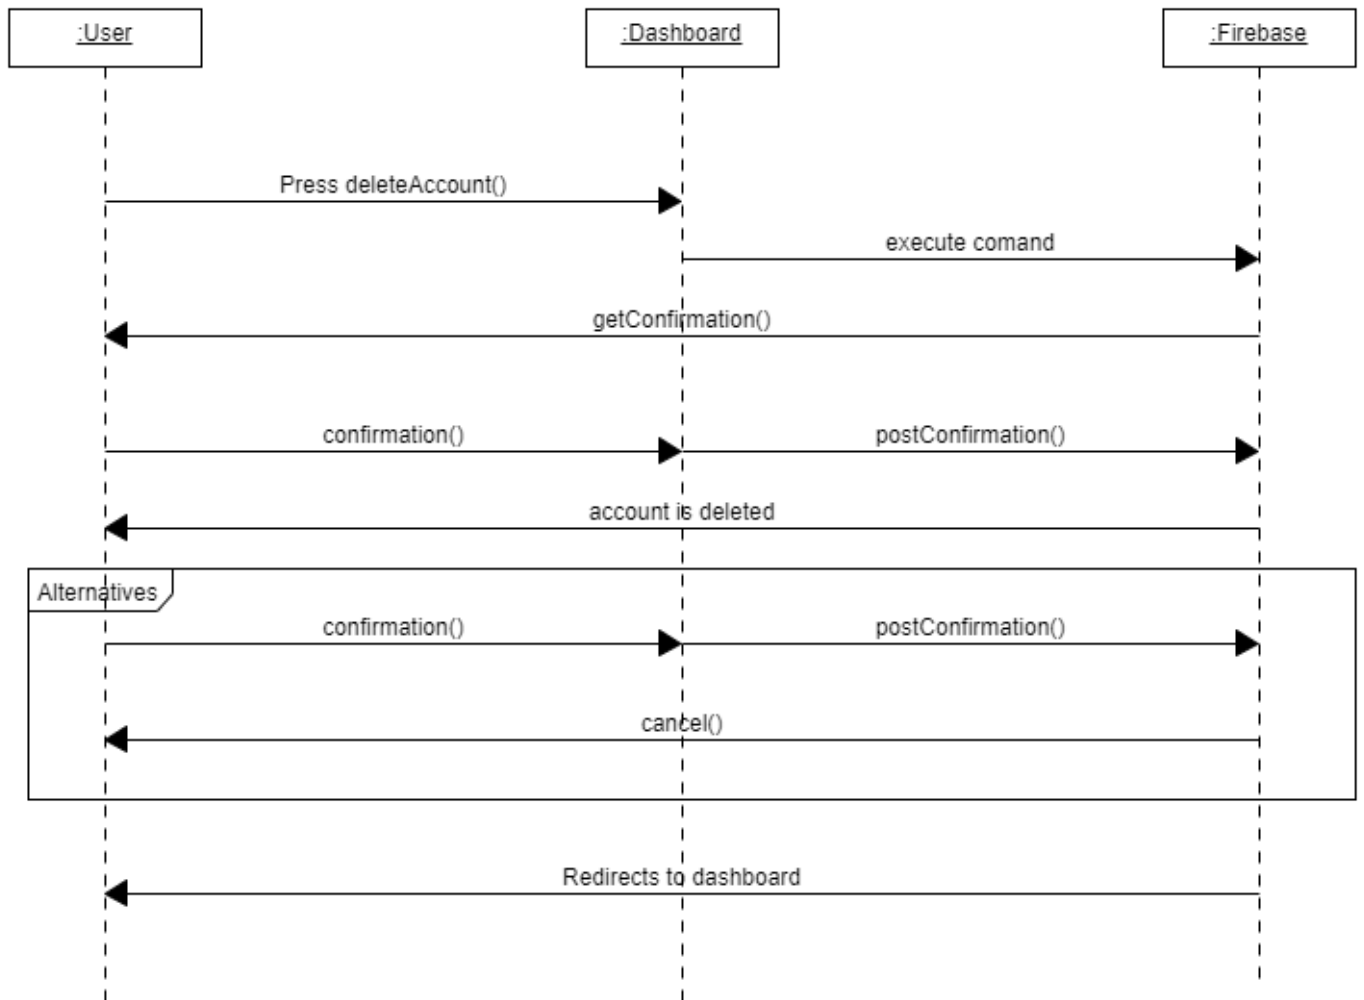 :User
:Dashboard
:Firebase
Press deleteAccount()
execute comand
getConfirmation()
confirmation()
postConfirmation()
account is deleted
Alternatives
confirmation()
postConfirmation()
cancel()
Redirects to dashboard